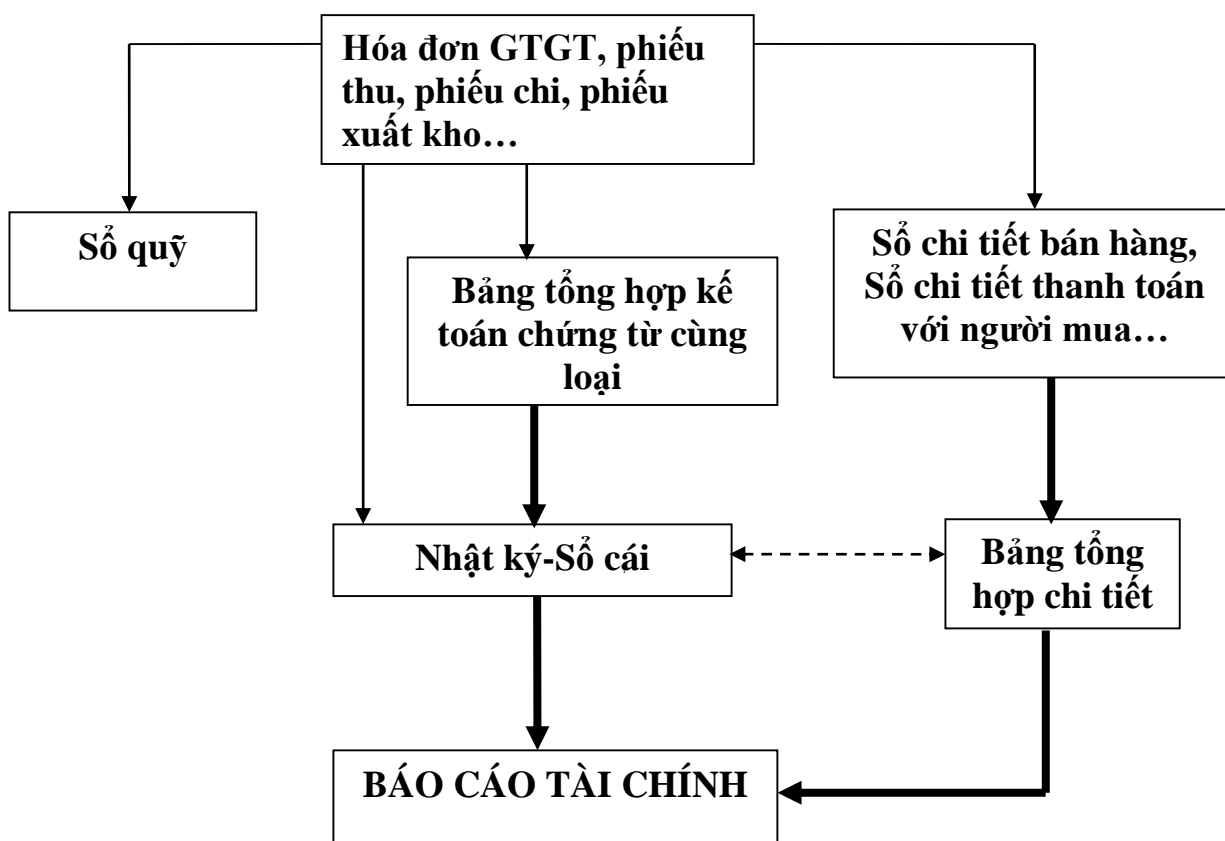 Hóa đơn GTGT, phiếu
thu, phiếu chi, phiếu
xuất kho…
Sổ quỹ
Bảng tổng hợp kế
toán chứng từ cùng
loại
Sổ chi tiết bán hàng,
Sổ chi tiết thanh toán
với người mua…
Nhật ký-Sổ cái
Bảng tổng
hợp chi tiết
BÁO CÁO TÀI CHÍNH